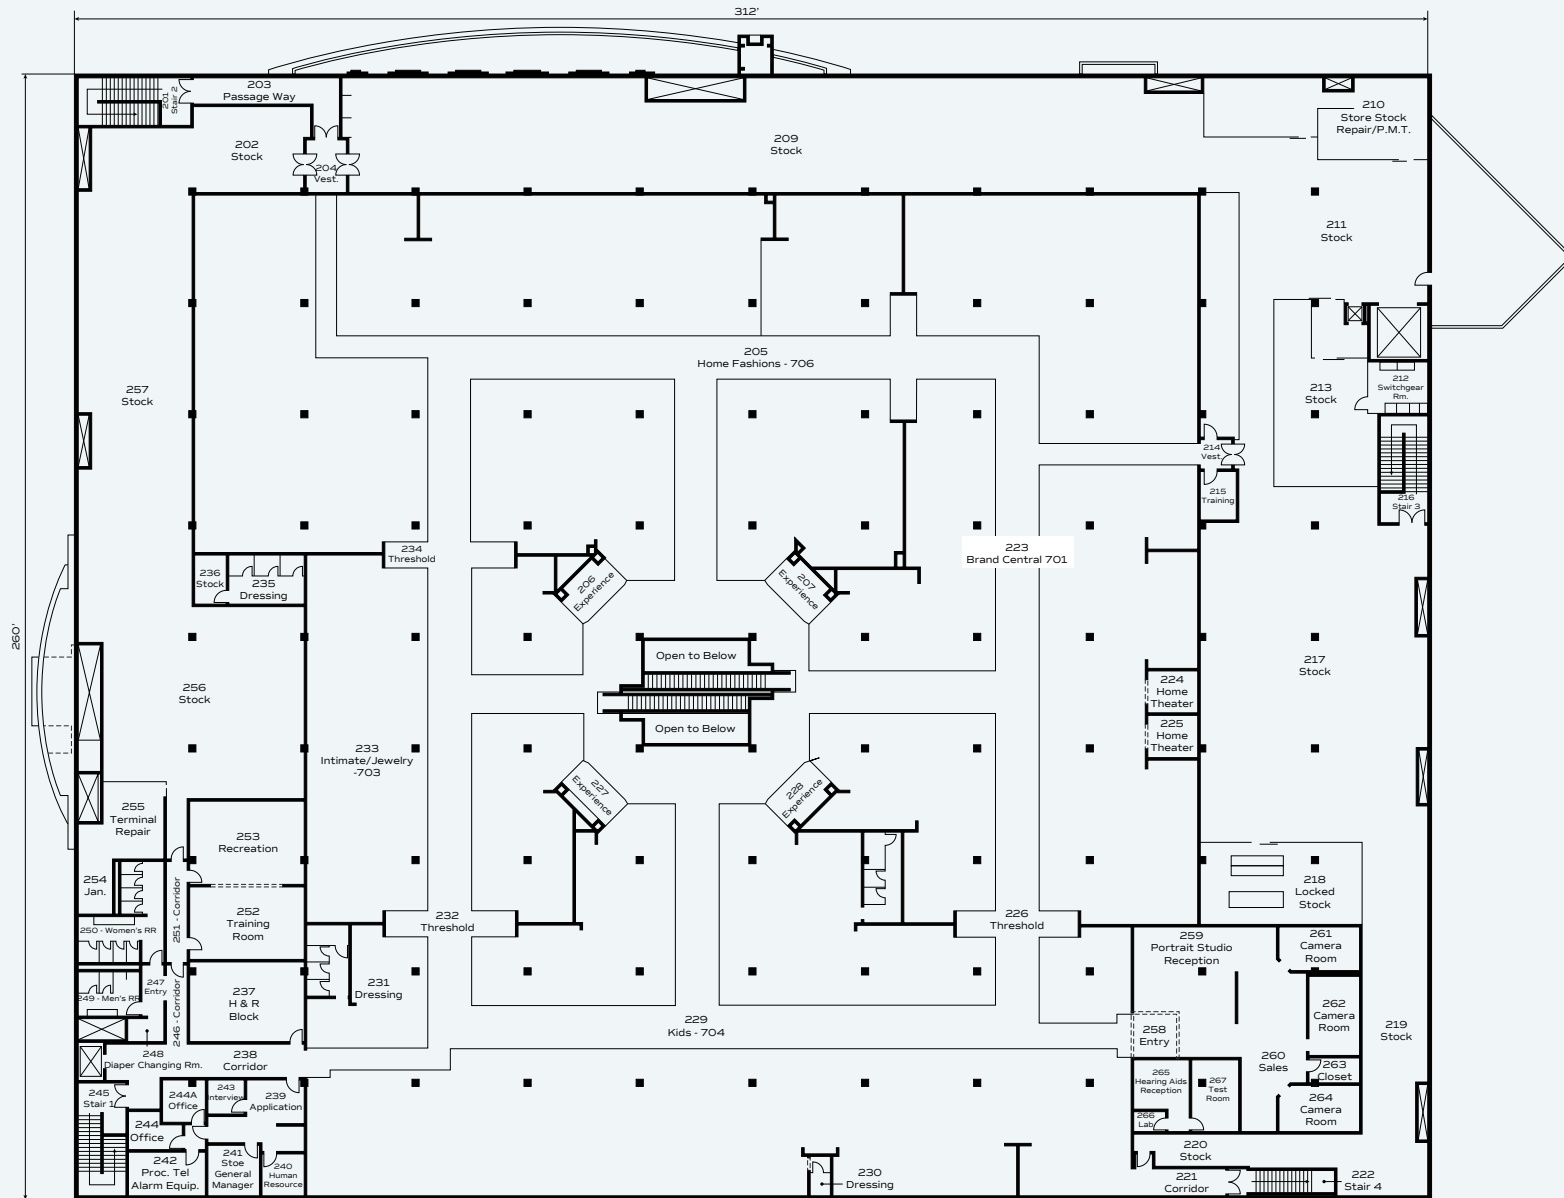 312'
260'
201
Stair 2
203
Passage Way
202
Stock
204
Vest.
209
Stock
210
Store Stock
Repair/P.M.T.
211
Stock
257
Stock
205
Home Fashions - 706
213
Stock
212
Switchgear
Rm.
214
Vest.
215
Training
216
Stair 3
234
Threshold
223
Brand Central 701
236
Stock
235
Dressing
206
Experience
207
Experience
Open to Below
Open to Below
256
Stock
217
Stock
224
Home
Theater
225
Home
Theater
233
Intimate/Jewelry
-703
227
Experience
228
Experience
255
Terminal
Repair
253
Recreation
254
Jan.
251 - Corridor
252
Training
Room
218
Locked
Stock
232
Threshold
226
Threshold
250 - Women's RR
259
Portrait Studio
Reception
261
Camera
Room
247
Entry
249 - Men's RR
246 - Corridor
237
H & R
Block
231
Dressing
262
Camera
Room
229
Kids - 704
258
Entry
219
Stock
248
Diaper Changing Rm.
238
Corridor
260
Sales
263
Closet
245
Stair 1
244A
Office
243
Interview
239
Application
265
Hearing Aids
Reception
267
Test
Room
264
Camera
Room
244
Office
266
Lab
242
Proc. Tel
Alarm Equip.
241
Stoe
General
Manager
240
Human
Resource
220
Stock
230
Dressing
221
Corridor
222
Stair 4